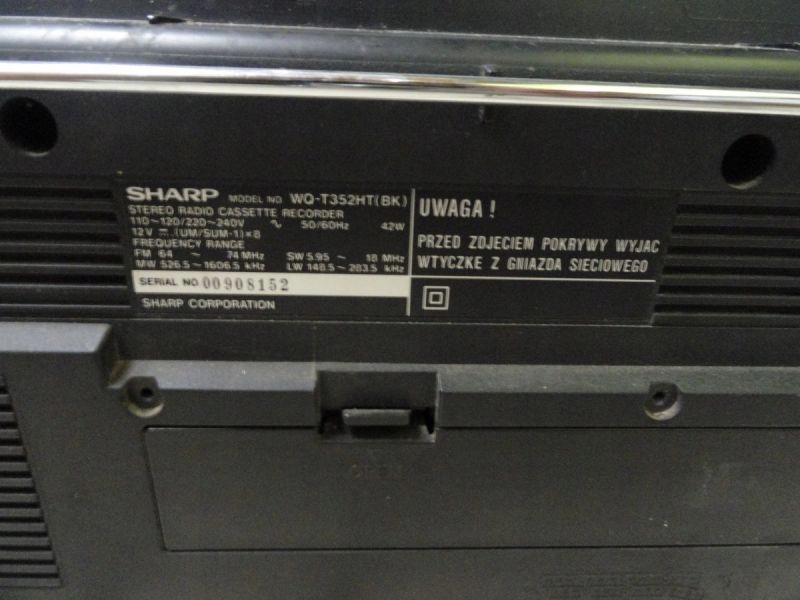 SHARP MODEL NO WQ-T352HT(BK)
STEREO RADIO CASSETTE RECORDER
110~120/220~240V ∿ 50/60Hz 42W
12V ⎓ (UM/SUM-1)×8
FREQUENCY RANGE
FM 64 ~ 74 MHz SW 5.95 ~ 18 MHz
MW 526.5~1606.5 kHz LW 148.5~283.5 kHz
SERIAL NO 00908152
SHARP CORPORATION
UWAGA !
PRZED ZDJECIEM POKRYWY WYJAC
WTYCZKE Z GNIAZDA SIECIOWEGO
OPEN